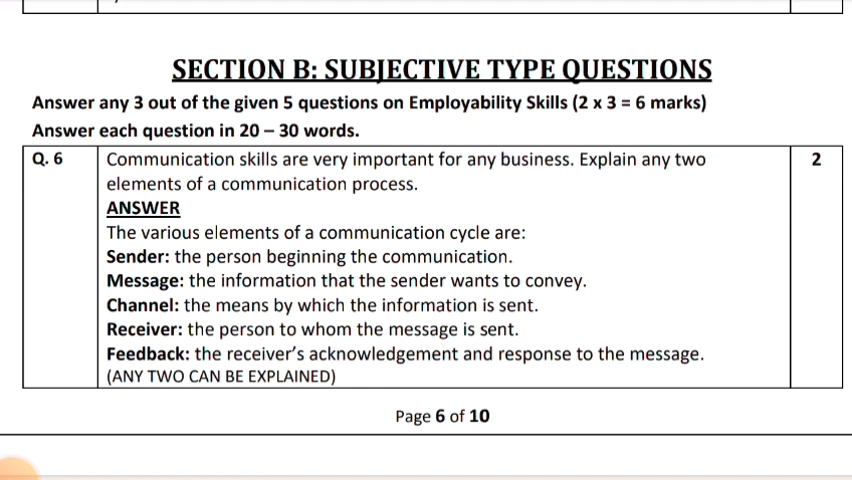 SECTION B: SUBJECTIVE TYPE QUESTIONS
Answer any 3 out of the given 5 questions on Employability Skills (2 x 3 = 6 marks)
Answer each question in 20 – 30 words.
Q. 6 Communication skills are very important for any business. Explain any two 2
elements of a communication process.
ANSWER
The various elements of a communication cycle are:
Sender: the person beginning the communication.
Message: the information that the sender wants to convey.
Channel: the means by which the information is sent.
Receiver: the person to whom the message is sent.
Feedback: the receiver's acknowledgement and response to the message.
(ANY TWO CAN BE EXPLAINED)
Page 6 of 10